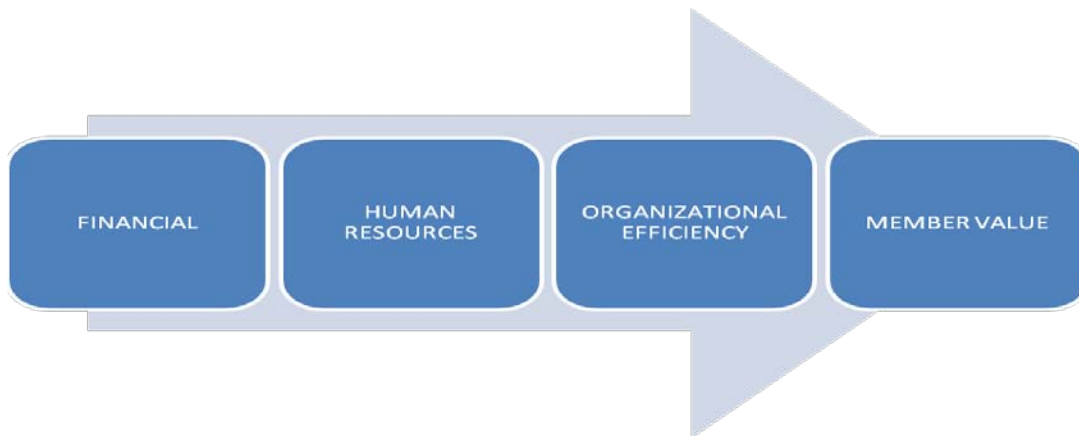 FINANCIAL
HUMAN
RESOURCES
ORGANIZATIONAL
EFFICIENCY
MEMBER VALUE